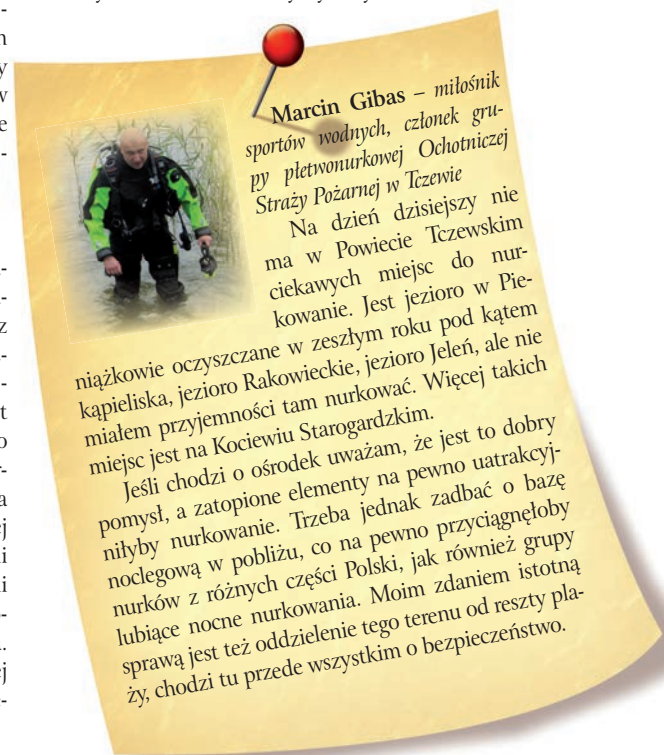 Marcin Gibas – miłośnik
sportów wodnych, członek gru-
py płetwonurkowej Ochotniczej
Straży Pożarnej w Tczewie
Na dzień dzisiejszy nie
ma w Powiecie Tczewskim
ciekawych miejsc do nur-
kowanie. Jest jezioro w Pie-
niążkowie oczyszczane w zeszłym roku pod kątem
kąpieliska, jezioro Rakowieckie, jezioro Jeleń, ale nie
miałem przyjemności tam nurkować. Więcej takich
miejsc jest na Kociewiu Starogardzkim.
Jeśli chodzi o ośrodek uważam, że jest to dobry
pomysł, a zatopione elementy na pewno uatrakcyj-
niłyby nurkowanie. Trzeba jednak zadbać o bazę
noclegową w pobliżu, co na pewno przyciągnęłoby
nurków z różnych części Polski, jak również grupy
lubiące nocne nurkowania. Moim zdaniem istotną
sprawą jest też oddzielenie tego terenu od reszty pla-
ży, chodzi tu przede wszystkim o bezpieczeństwo.